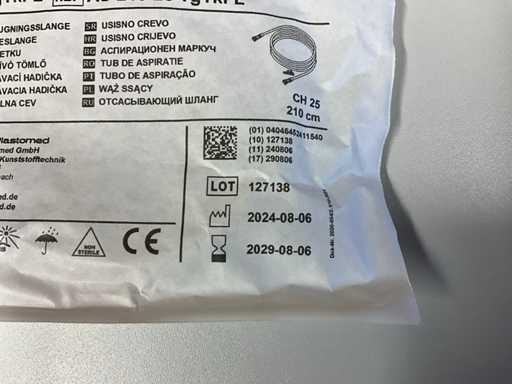 REF
USISNO CREVO
SR
HR USISNO CRIJEVO
BG АСПИРАЦИОНЕН МАРКУЧ
RO TUB DE ASPIRATIE
PT TUBO DE ASPIRAÇÃO
PL WĄŻ SSĄCY
RU ОТСАСЫВАЮЩИЙ ШЛАНГ
UGNINGSSLANGE
ESLANGE
ETKU
ÍVÓ TÖMLŐ
AVACÍ HADIČKA
AVACIA HADIČKA
LNA CEV
CH 25
210 cm
lastomed
med GmbH
Kunststofftechnik
ach
ed.de
ed.de
(10) 127138
(11) 240806
(17) 290806
LOT 127138
2024-08-06
2029-08-06
NON
STERILE
CE